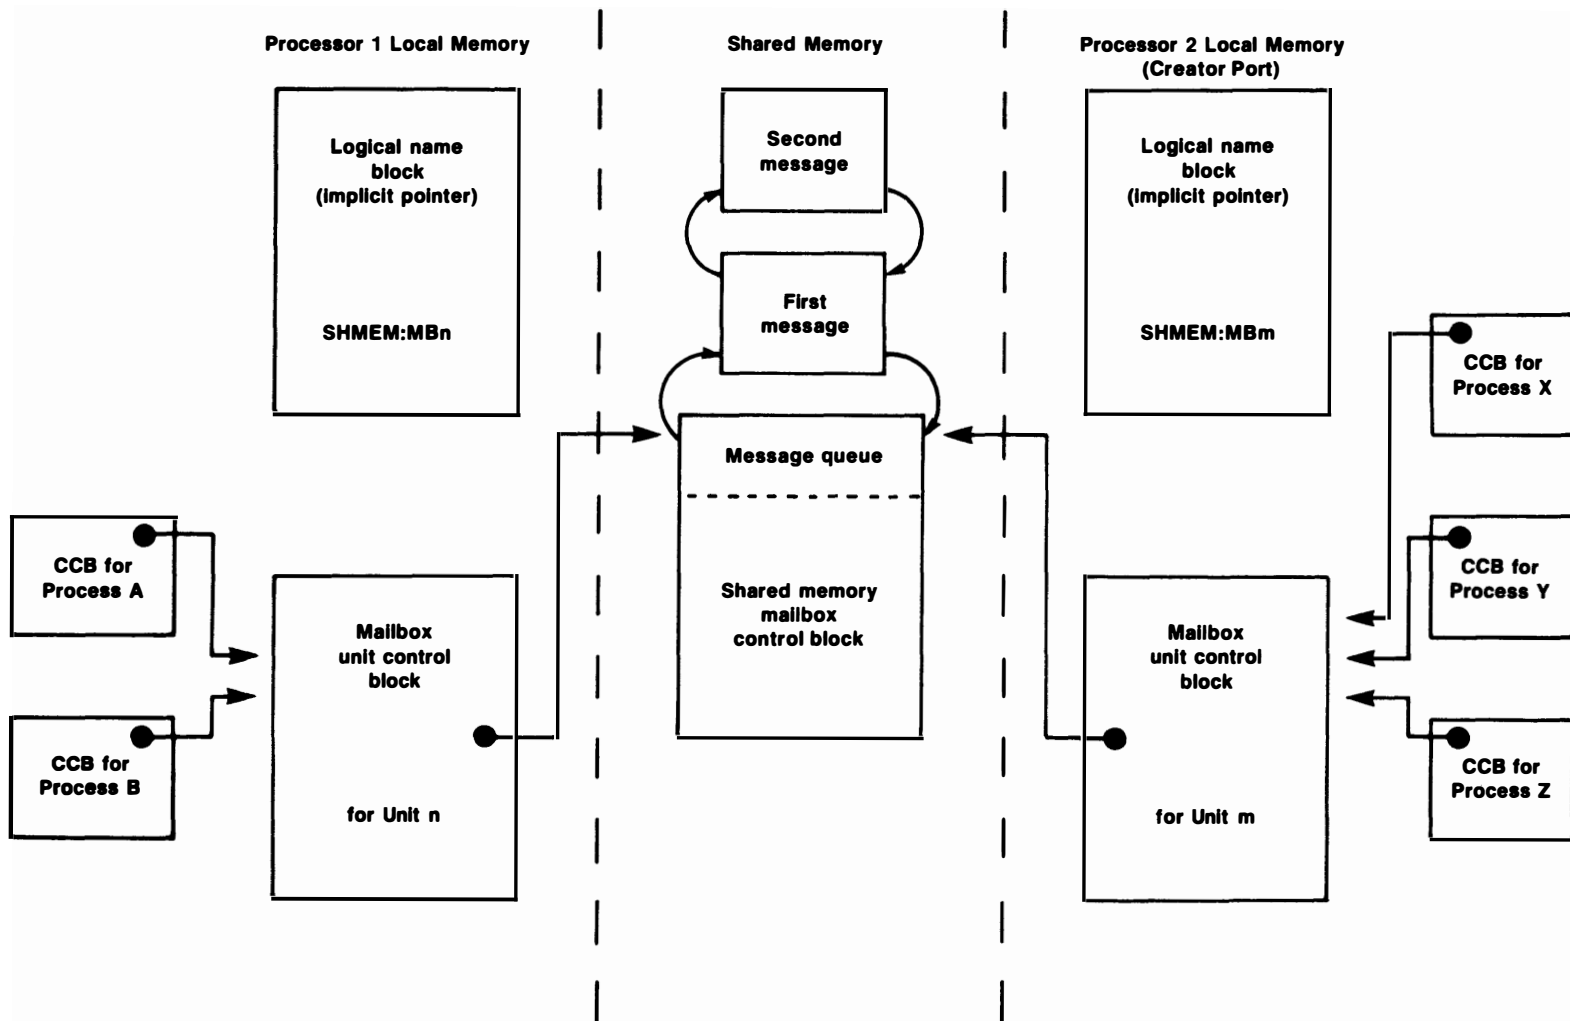 Processor 1 Local Memory
Shared Memory
Processor 2 Local Memory
(Creator Port)
Logical name
block
(implicit pointer)
SHMEM:MBn
Second
message
First
message
Message queue
Shared memory
mailbox
control block
Logical name
block
(implicit pointer)
SHMEM:MBm
CCB for
Process X
CCB for
Process A
CCB for
Process B
Mailbox
unit control
block
for Unit n
Mailbox
unit control
block
for Unit m
CCB for
Process Y
CCB for
Process Z